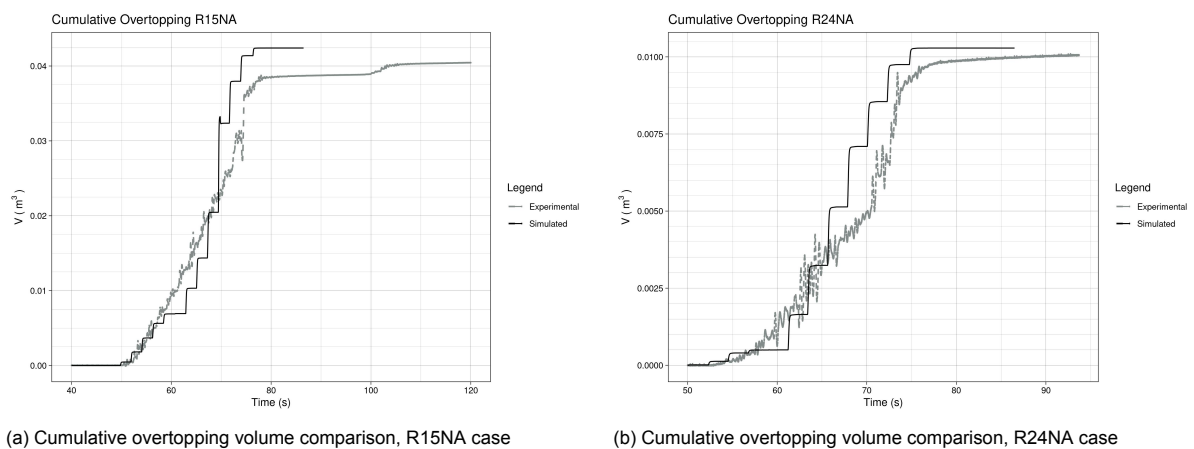 Cumulative Overtopping R15NA
V ( m³ )
0.04
0.03
0.02
0.01
0.00
40
60
80
100
120
Time (s)
Legend
Experimental
Simulated
(a) Cumulative overtopping volume comparison, R15NA case
Cumulative Overtopping R24NA
V ( m³ )
0.0100
0.0075
0.0050
0.0025
0.0000
50
60
70
80
90
Time (s)
Legend
Experimental
Simulated
(b) Cumulative overtopping volume comparison, R24NA case